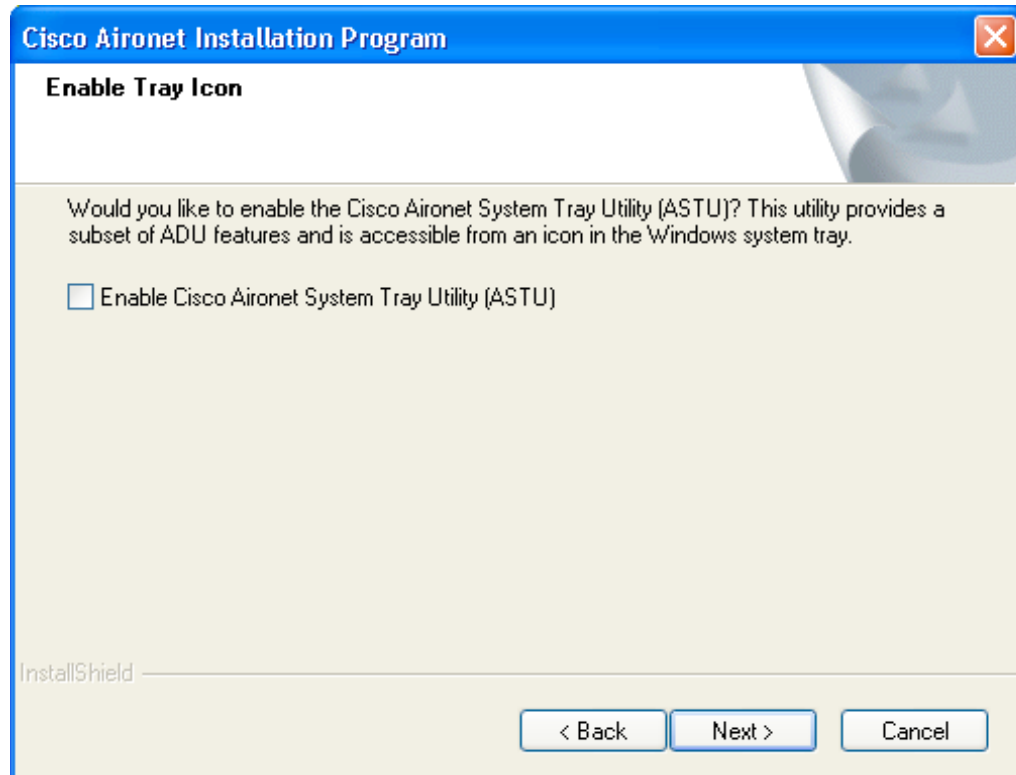 Cisco Aironet Installation Program
Enable Tray Icon
Would you like to enable the Cisco Aironet System Tray Utility (ASTU)? This utility provides a
subset of ADU features and is accessible from an icon in the Windows system tray.
Enable Cisco Aironet System Tray Utility (ASTU)
InstallShield
< Back
Next >
Cancel